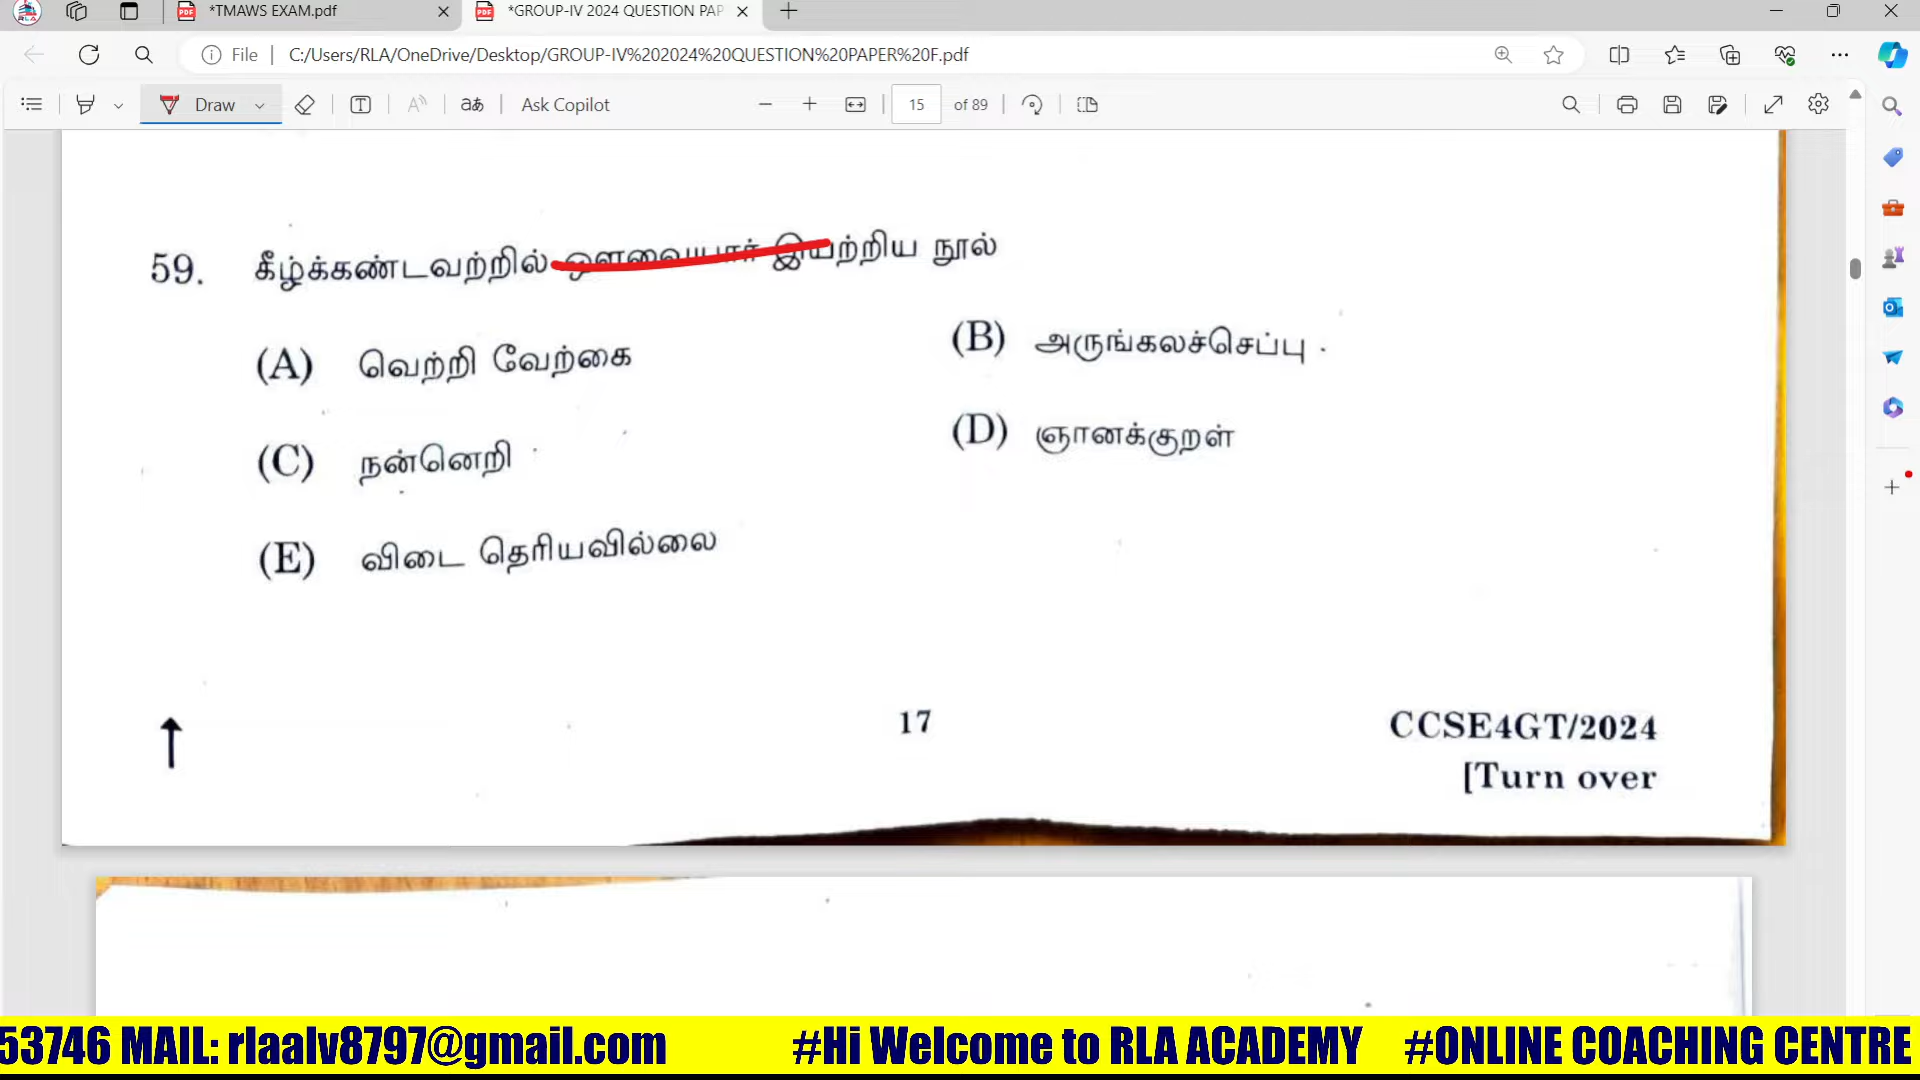 *TMAWS EXAM.pdf
*GROUP-IV 2024 QUESTION PAP
File
C:/Users/RLA/OneDrive/Desktop/GROUP-IV%202024%20QUESTION%20PAPER%20F.pdf
Draw
Ask Copilot
15 of 89
59. கீழ்க்கண்டவற்றில் ஔவையார் இயற்றிய நூல்
(A) வெற்றி வேற்கை
(B) அருங்கலச்செப்பு
(C) நன்னெறி
(D) ஞானக்குறள்
(E) விடை தெரியவில்லை
17
CCSE4GT/2024
[Turn over
53746 MAIL: rlaalv8797@gmail.com #Hi Welcome to RLA ACADEMY #ONLINE COACHING CENTRE